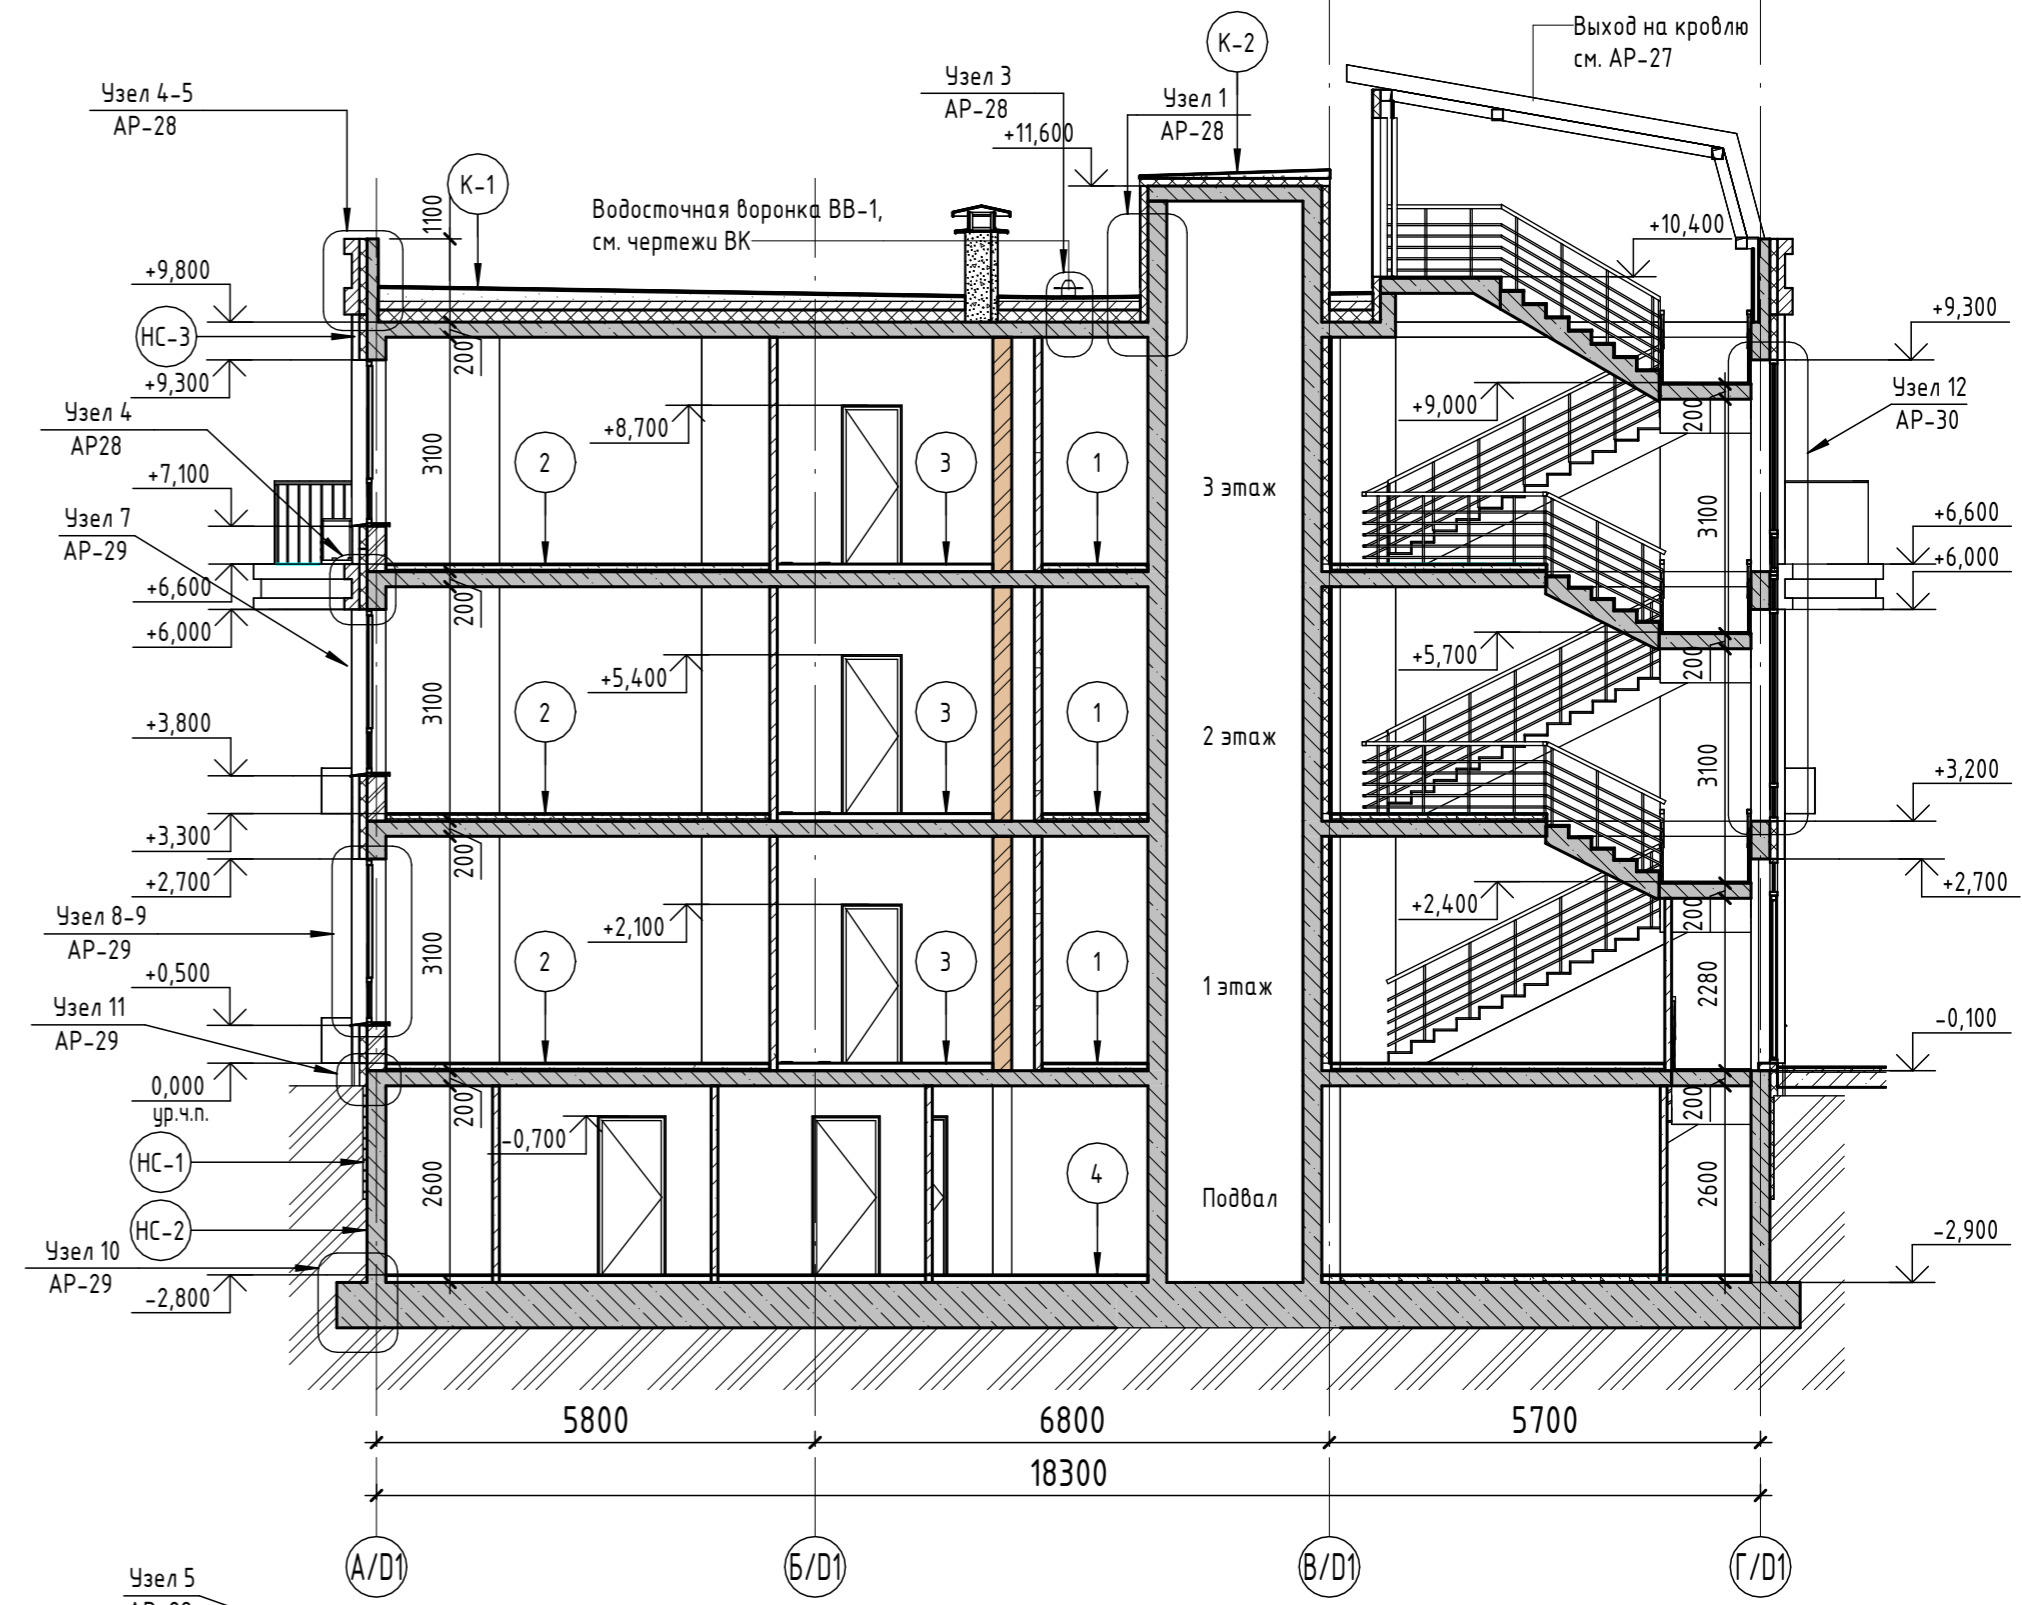 Выход на кровлю
см. АР-27
К-2
Узел 3
АР-28
Узел 1
АР-28
+11,600
Узел 4-5
АР-28
К-1
1100
Водосточная воронка ВВ-1,
см. чертежи ВК
+10,400
+9,800
НС-3
+9,300
200
+9,300
Узел 12
АР-30
Узел 4
АР28
+8,700
+9,000
200
3100
2
3
1
3 этаж
3100
+7,100
Узел 7
АР-29
+6,600
+6,000
+6,600
+6,000
200
+5,400
+5,700
200
3100
2
3
1
2 этаж
3100
+3,800
+3,200
+3,300
+2,700
200
+2,700
Узел 8-9
АР-29
+2,100
+2,400
200
3100
2
3
1
1 этаж
2280
+0,500
Узел 11
АР-29
-0,100
0,000
ур.ч.п.
200
200
-0,700
НС-1
4
2600
Подвал
2600
НС-2
Узел 10
АР-29
-2,800
-2,900
5800
6800
5700
18300
А/D1
Б/D1
В/D1
Г/D1
Узел 5